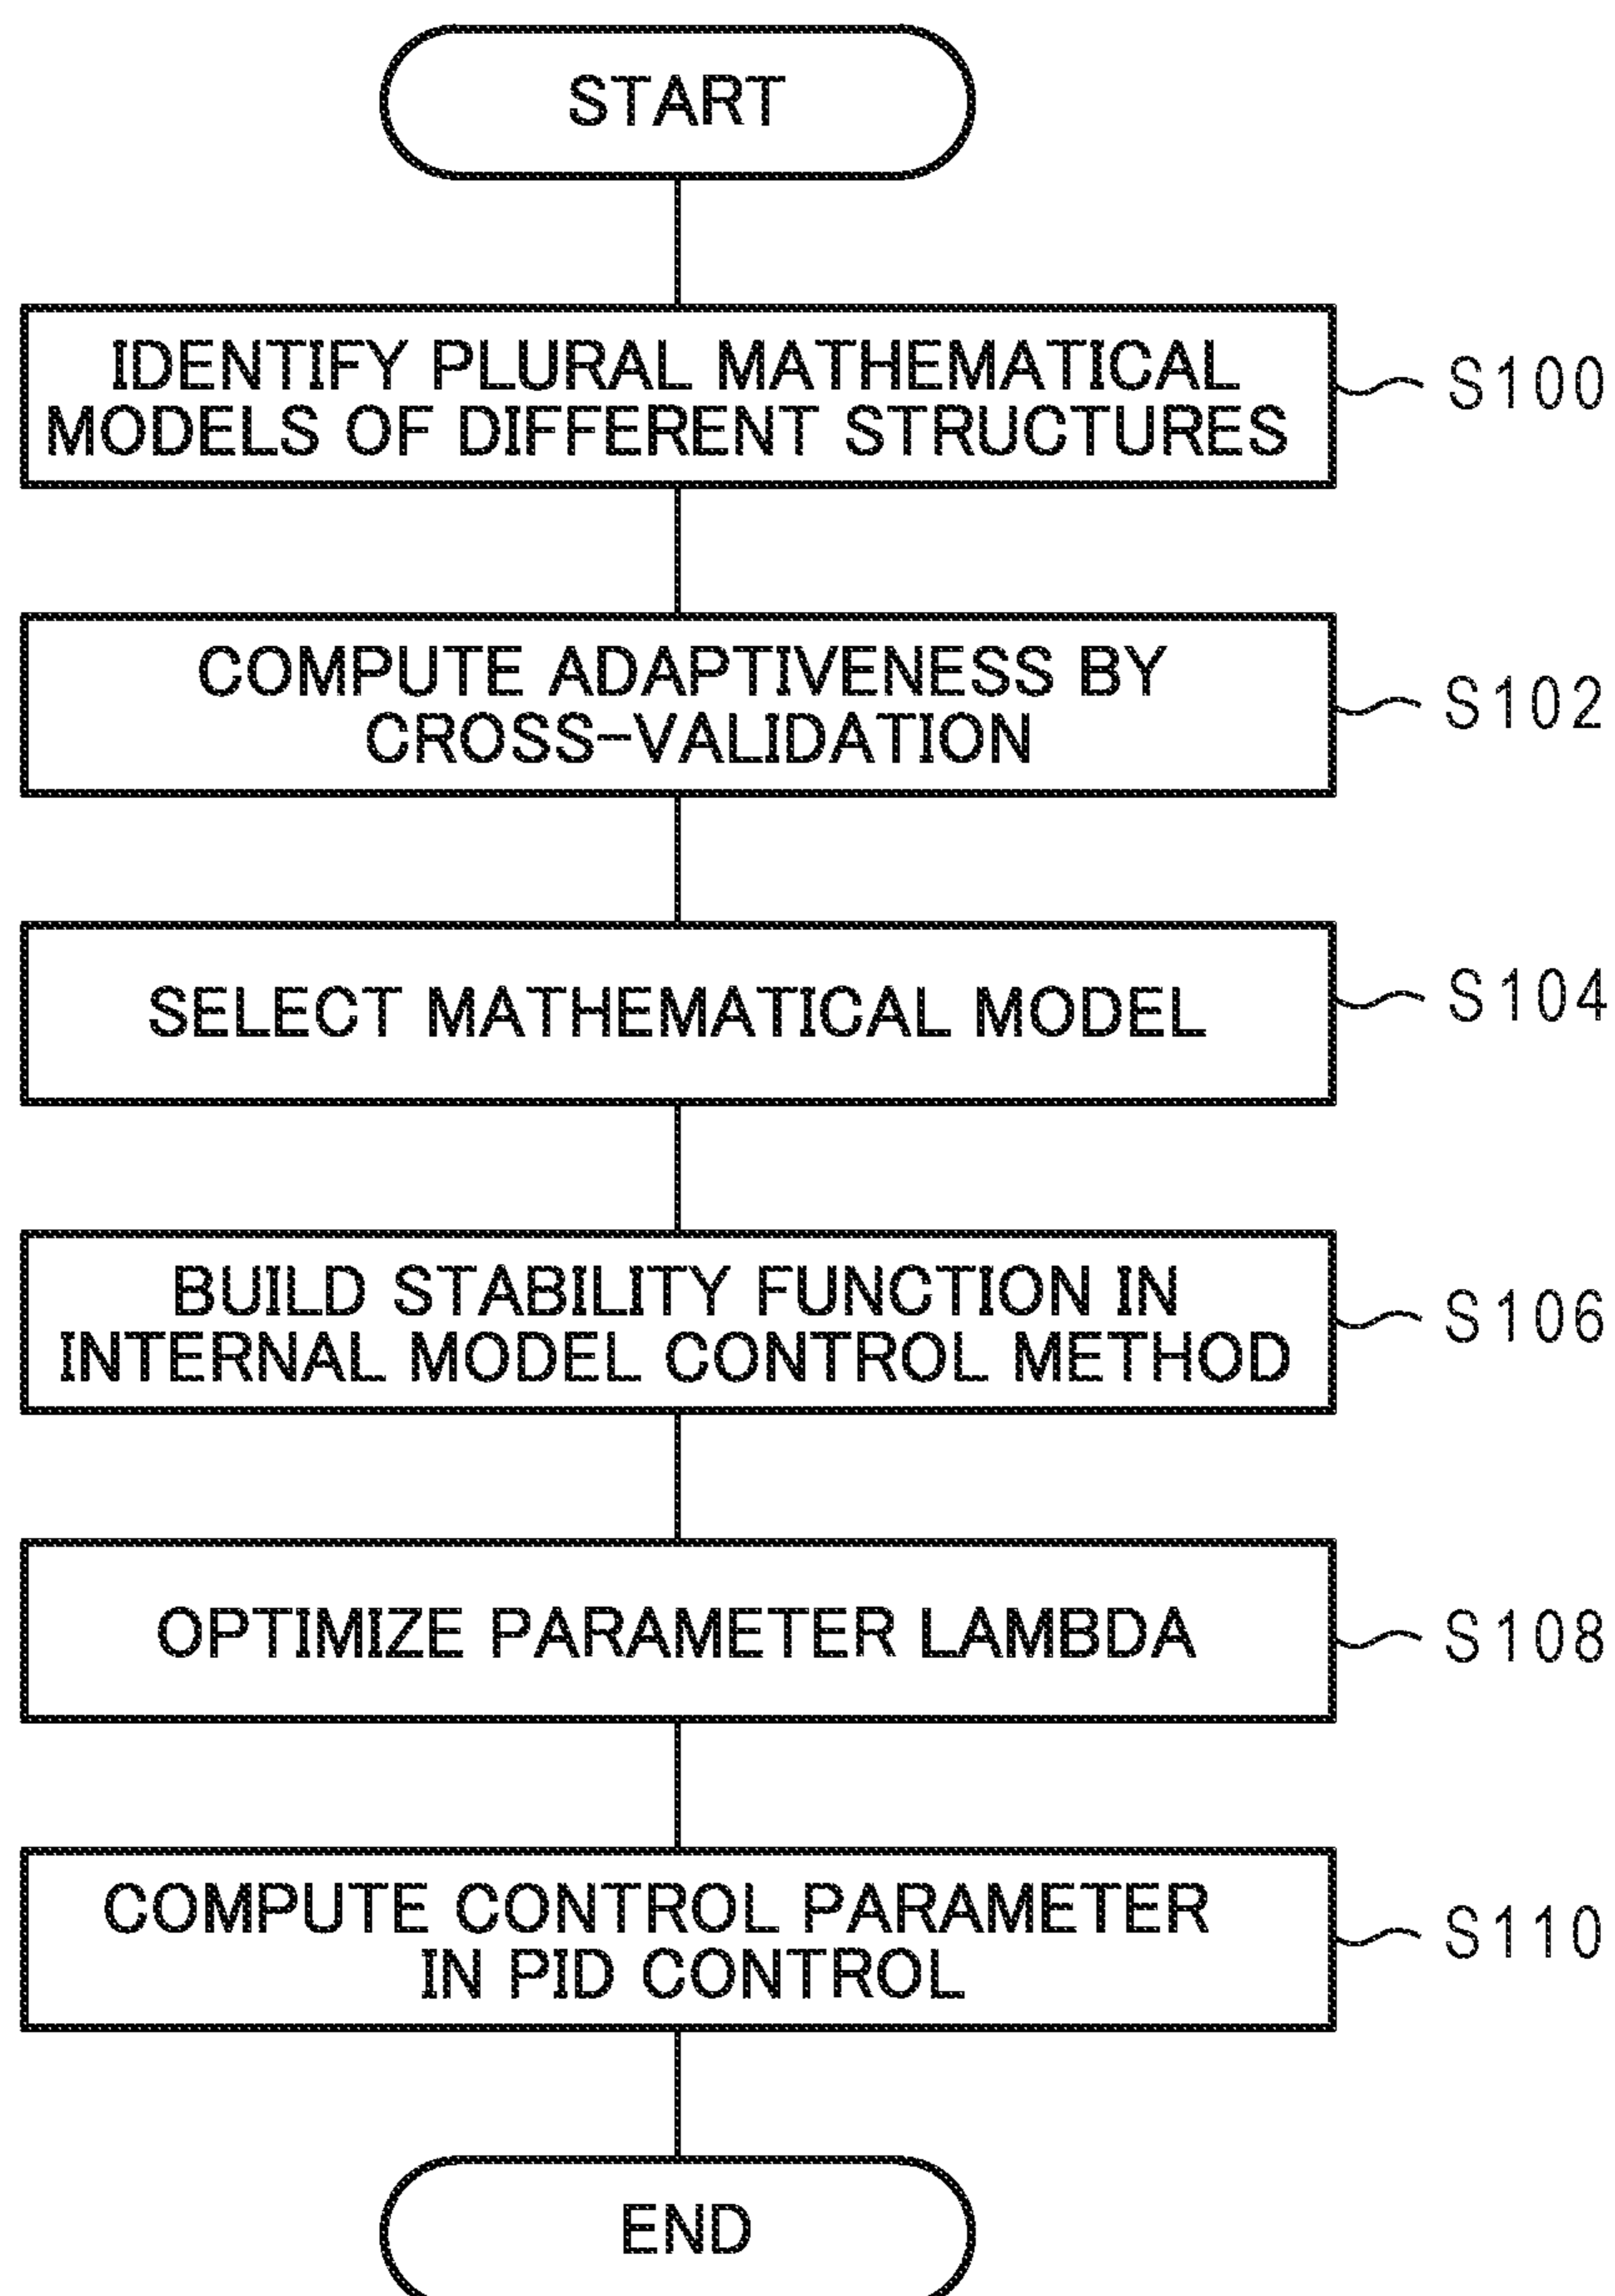 START
IDENTIFY PLURAL MATHEMATICAL
MODELS OF DIFFERENT STRUCTURES
S100
COMPUTE ADAPTIVENESS BY
CROSS-VALIDATION
S102
SELECT MATHEMATICAL MODEL
S104
BUILD STABILITY FUNCTION IN
INTERNAL MODEL CONTROL METHOD
S106
OPTIMIZE PARAMETER LAMBDA
S108
COMPUTE CONTROL PARAMETER
IN PID CONTROL
S110
END